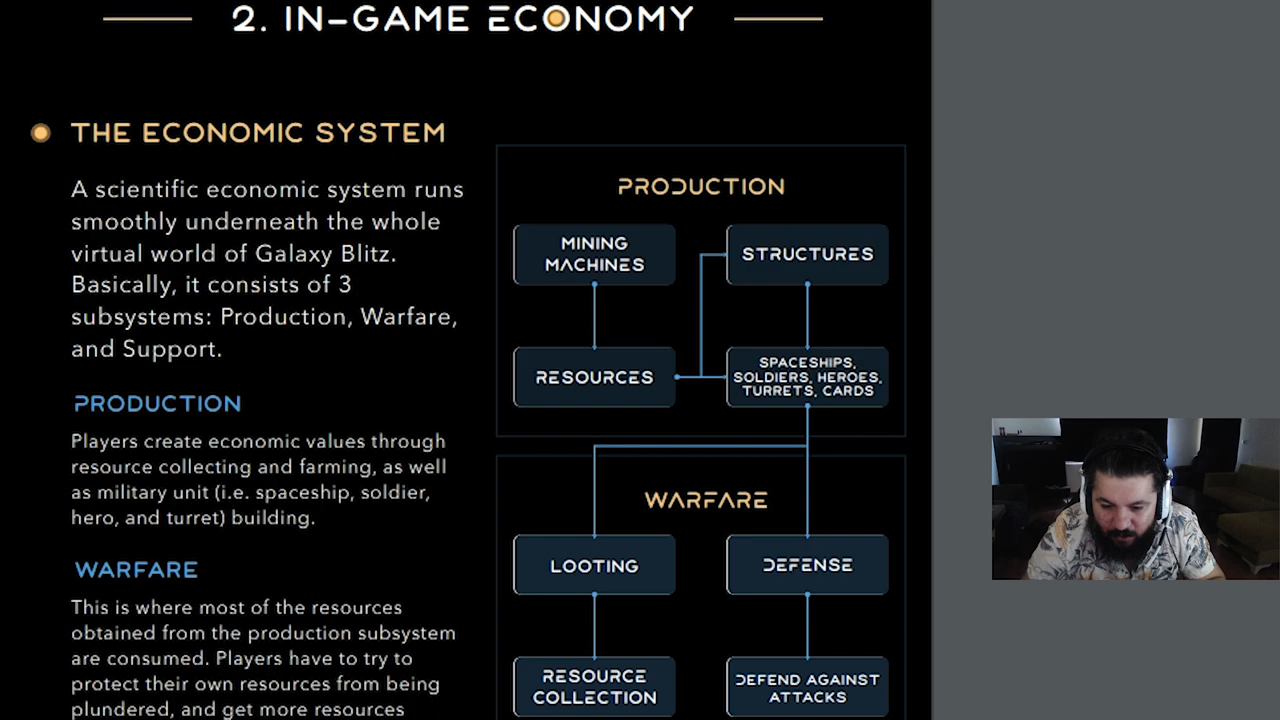 2. IN-GAME ECONOMY
THE ECONOMIC SYSTEM
A scientific economic system runs
smoothly underneath the whole
virtual world of Galaxy Blitz.
Basically, it consists of 3
subsystems: Production, Warfare,
and Support.
PRODUCTION
Players create economic values through
resource collecting and farming, as well
as military unit (i.e. spaceship, soldier,
hero, and turret) building.
WARFARE
This is where most of the resources
obtained from the production subsystem
are consumed. Players have to try to
protect their own resources from being
plundered, and get more resources
PRODUCTION
MINING
MACHINES
STRUCTURES
RESOURCES
SPACESHIPS,
SOLDIERS, HEROES,
TURRETS, CARDS
WARFARE
LOOTING
DEFENSE
RESOURCE
COLLECTION
DEFEND AGAINST
ATTACKS